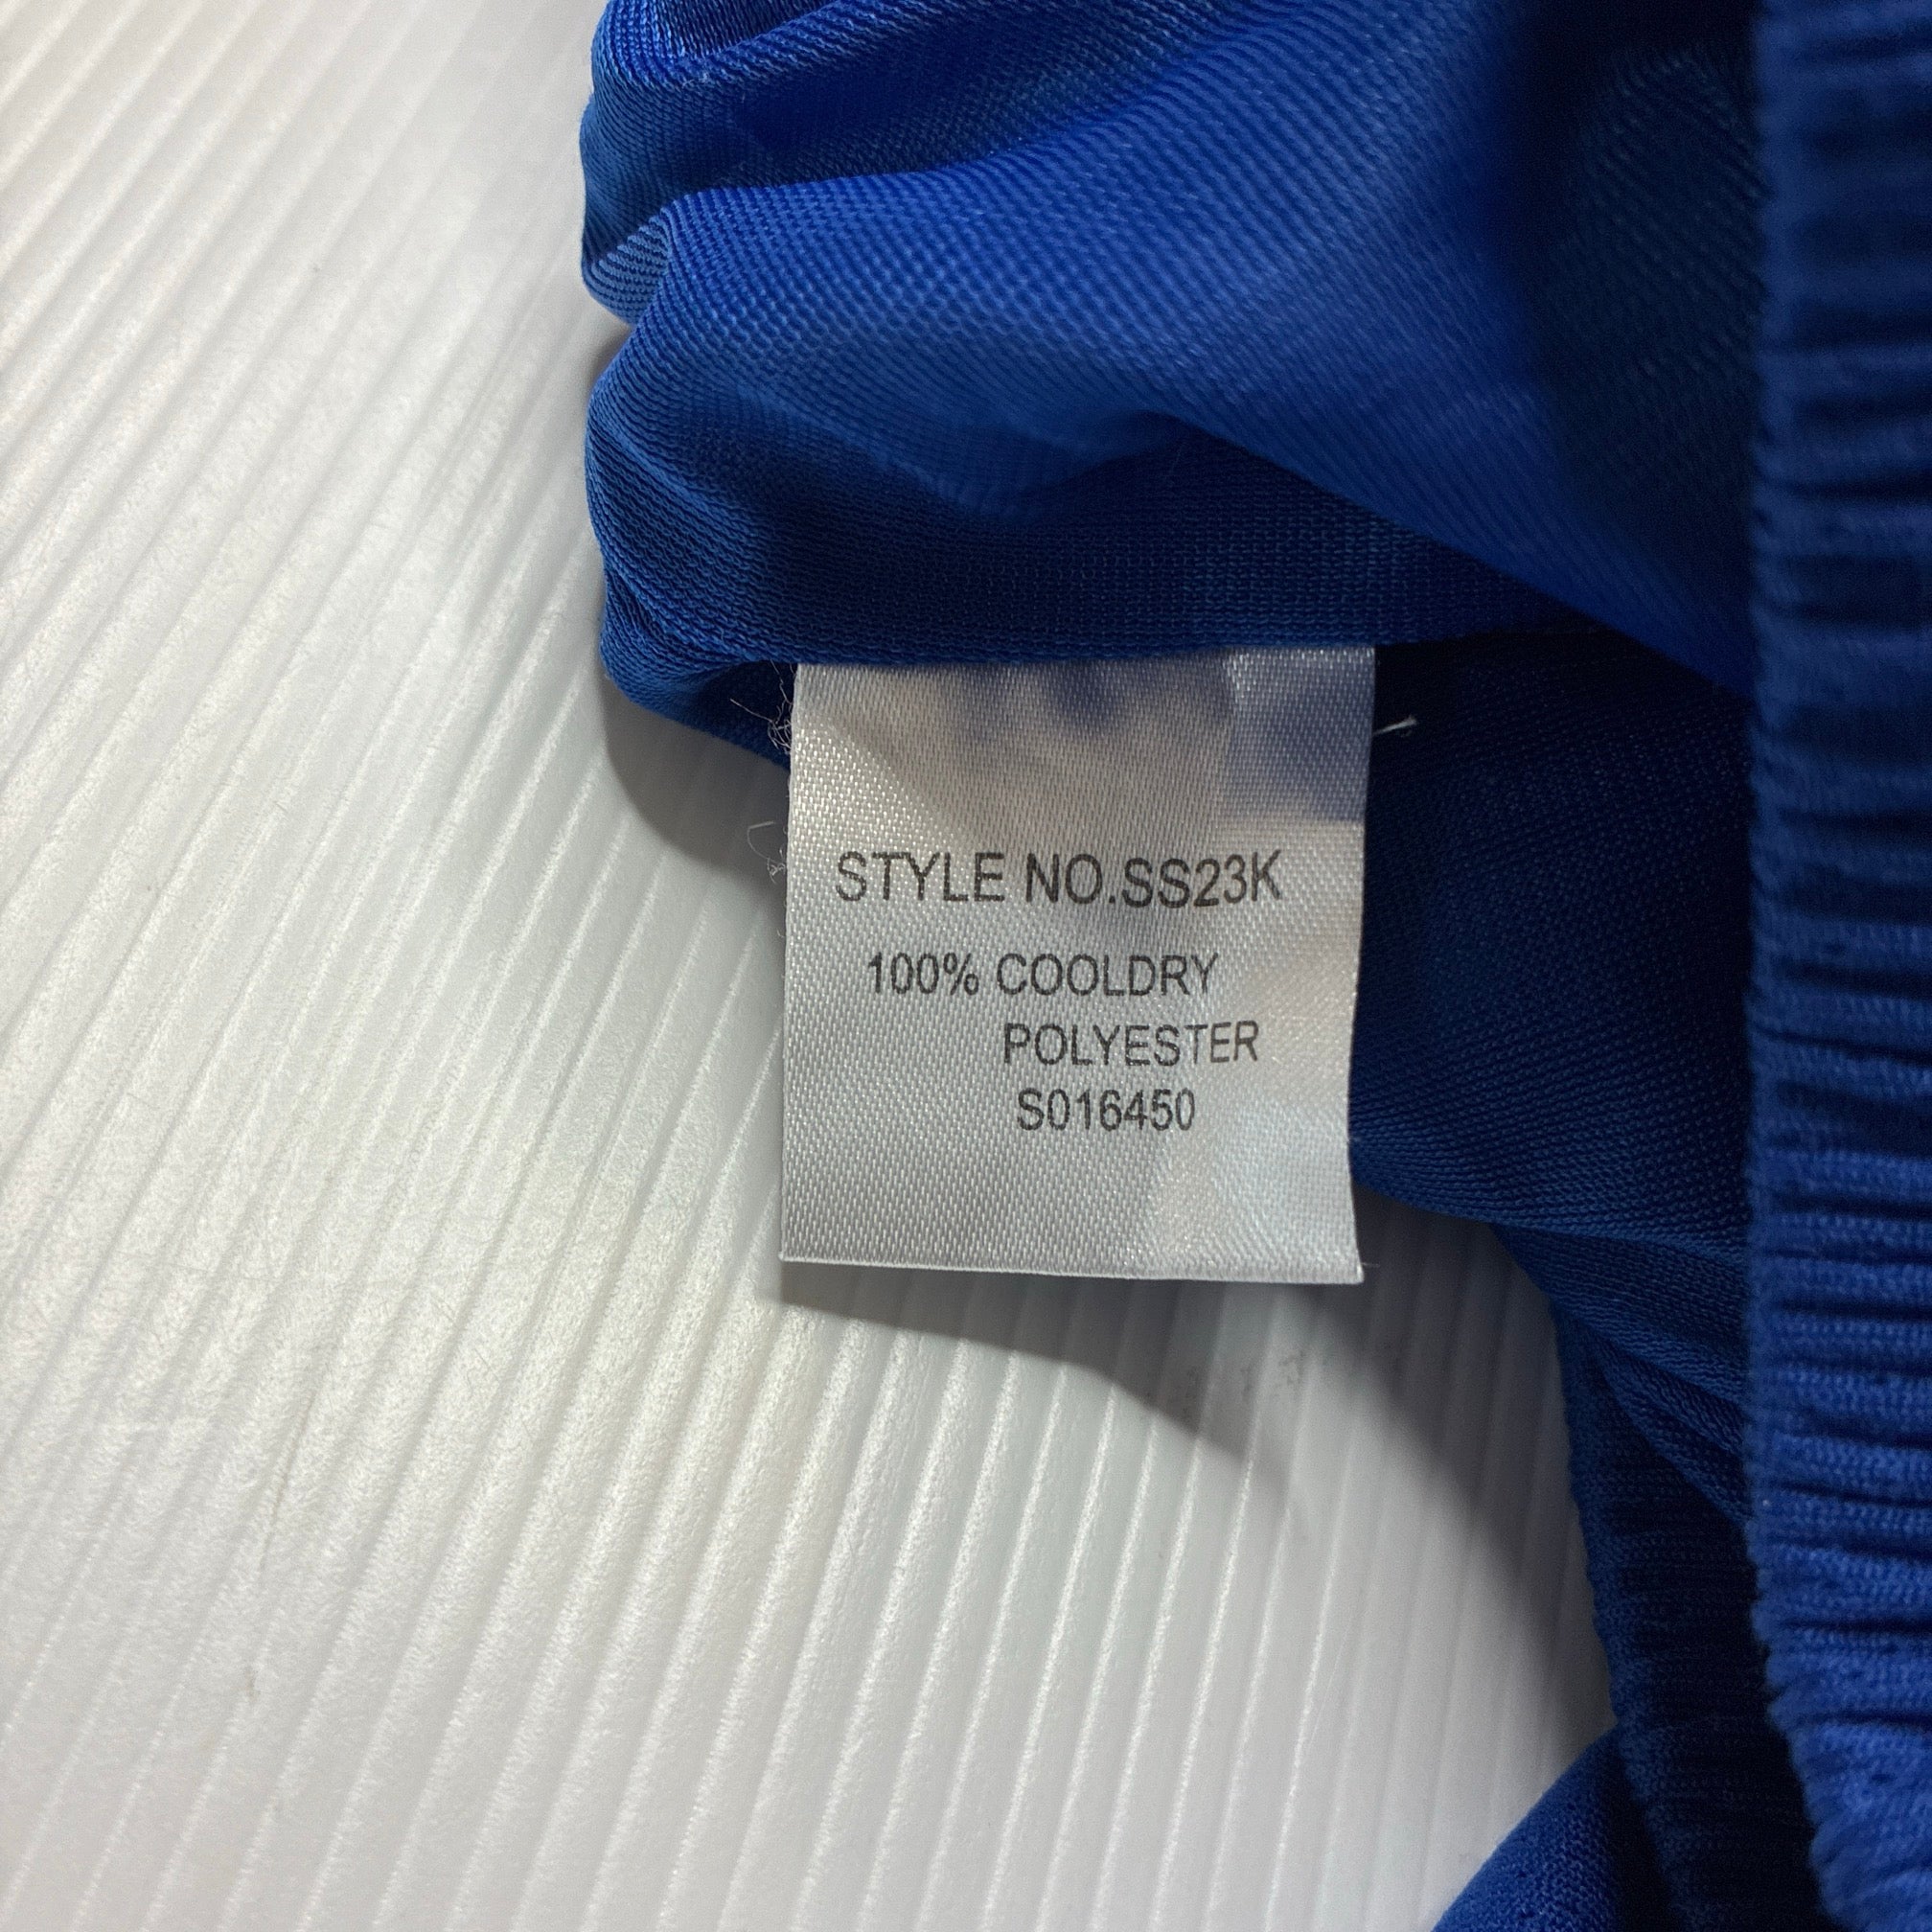 STYLE NO.SS23K
100% COOLDRY
POLYESTER
S016450